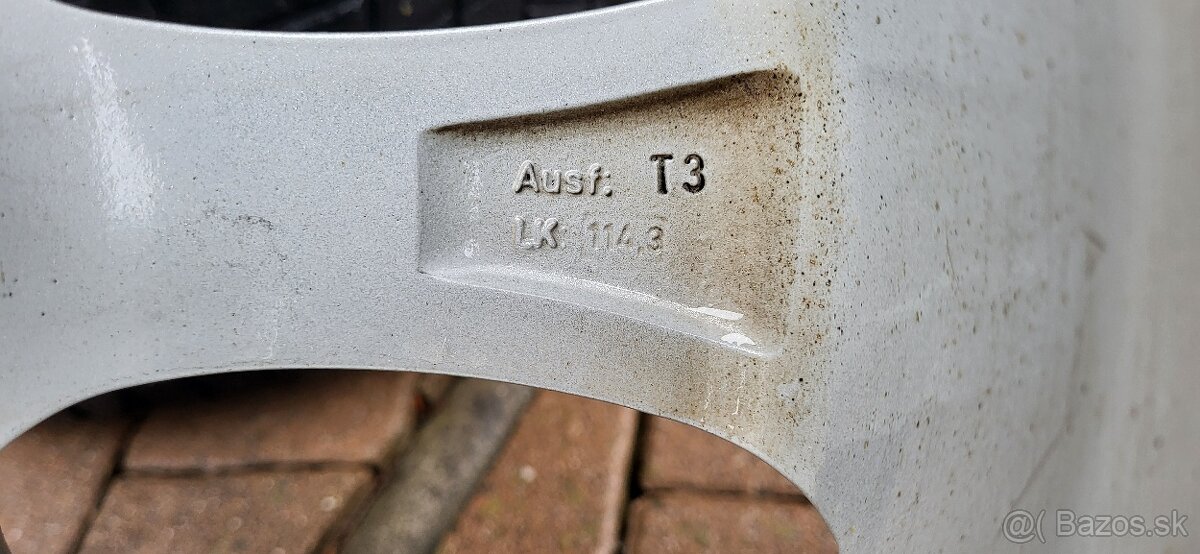 Ausf: T3
LK: 114,3
@( Bazos.sk